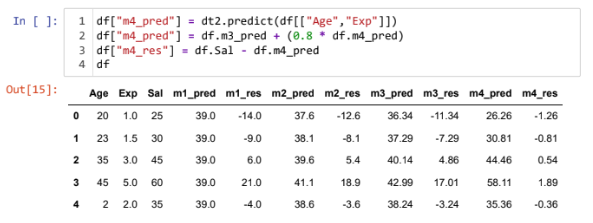 In [ ]:
1 df["m4_pred"] = dt2.predict(df[["Age","Exp"]])
2 df["m4_pred"] = df.m3_pred + (0.8 * df.m4_pred)
3 df["m4_res"] = df.Sal - df.m4_pred
4 df
Out[15]:
Age Exp Sal m1_pred m1_res m2_pred m2_res m3_pred m3_res m4_pred m4_res
0 20 1.0 25 39.0 -14.0 37.6 -12.6 36.34 -11.34 26.26 -1.26
1 23 1.5 30 39.0 -9.0 38.1 -8.1 37.29 -7.29 30.81 -0.81
2 35 3.0 45 39.0 6.0 39.6 5.4 40.14 4.86 44.46 0.54
3 45 5.0 60 39.0 21.0 41.1 18.9 42.99 17.01 58.11 1.89
4 2 2.0 35 39.0 -4.0 38.6 -3.6 38.24 -3.24 35.36 -0.36